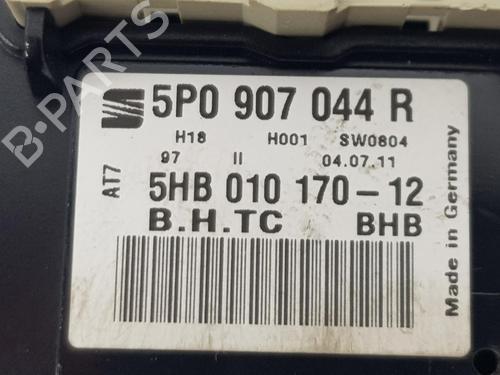 5P0 907 044 R
H18 H001 SW0804
97 II 04.07.11
AT7
5HB 010 170-12
B.H.TC BHB
Made in Germany
B-PARTS